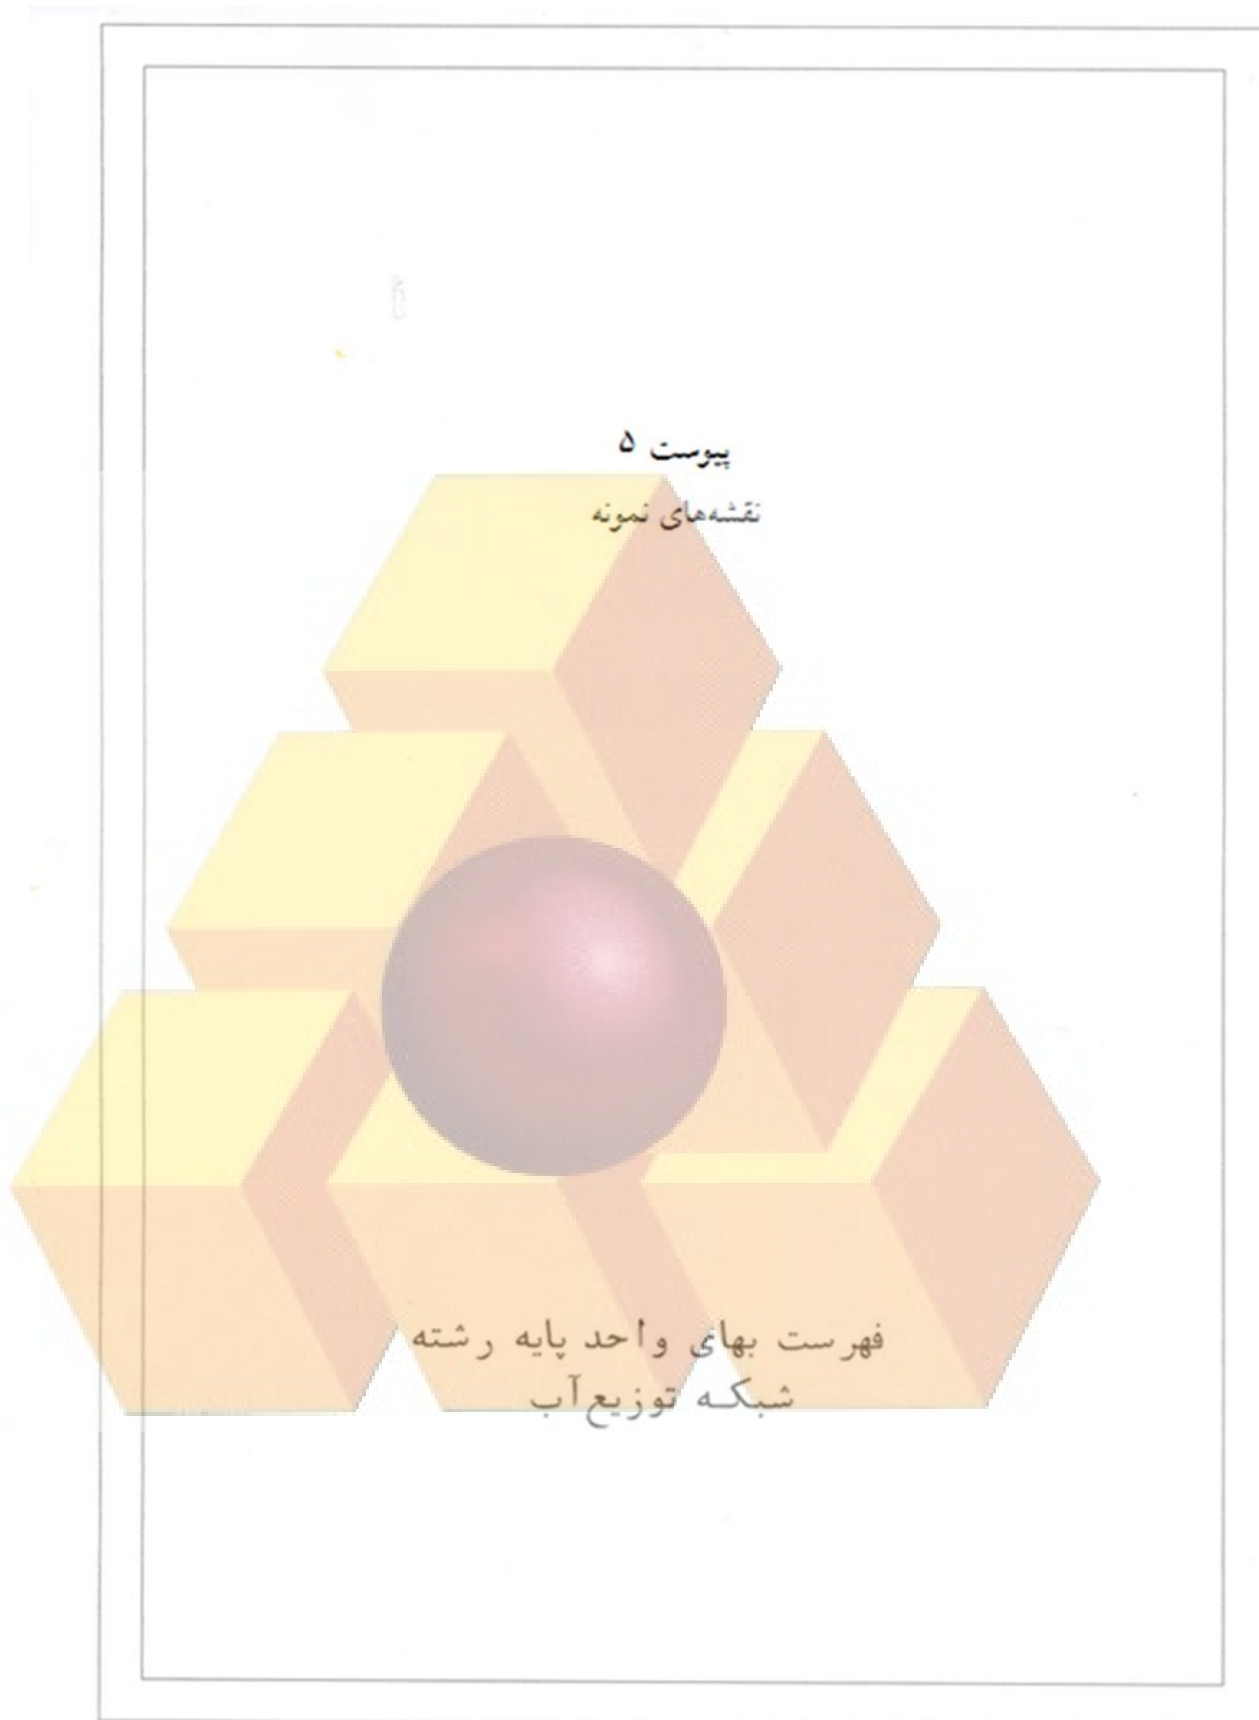 پیوست ۵
نقشه‌های نمونه
فهرست بهای واحد پایه رشته
شبکه توزیع آب